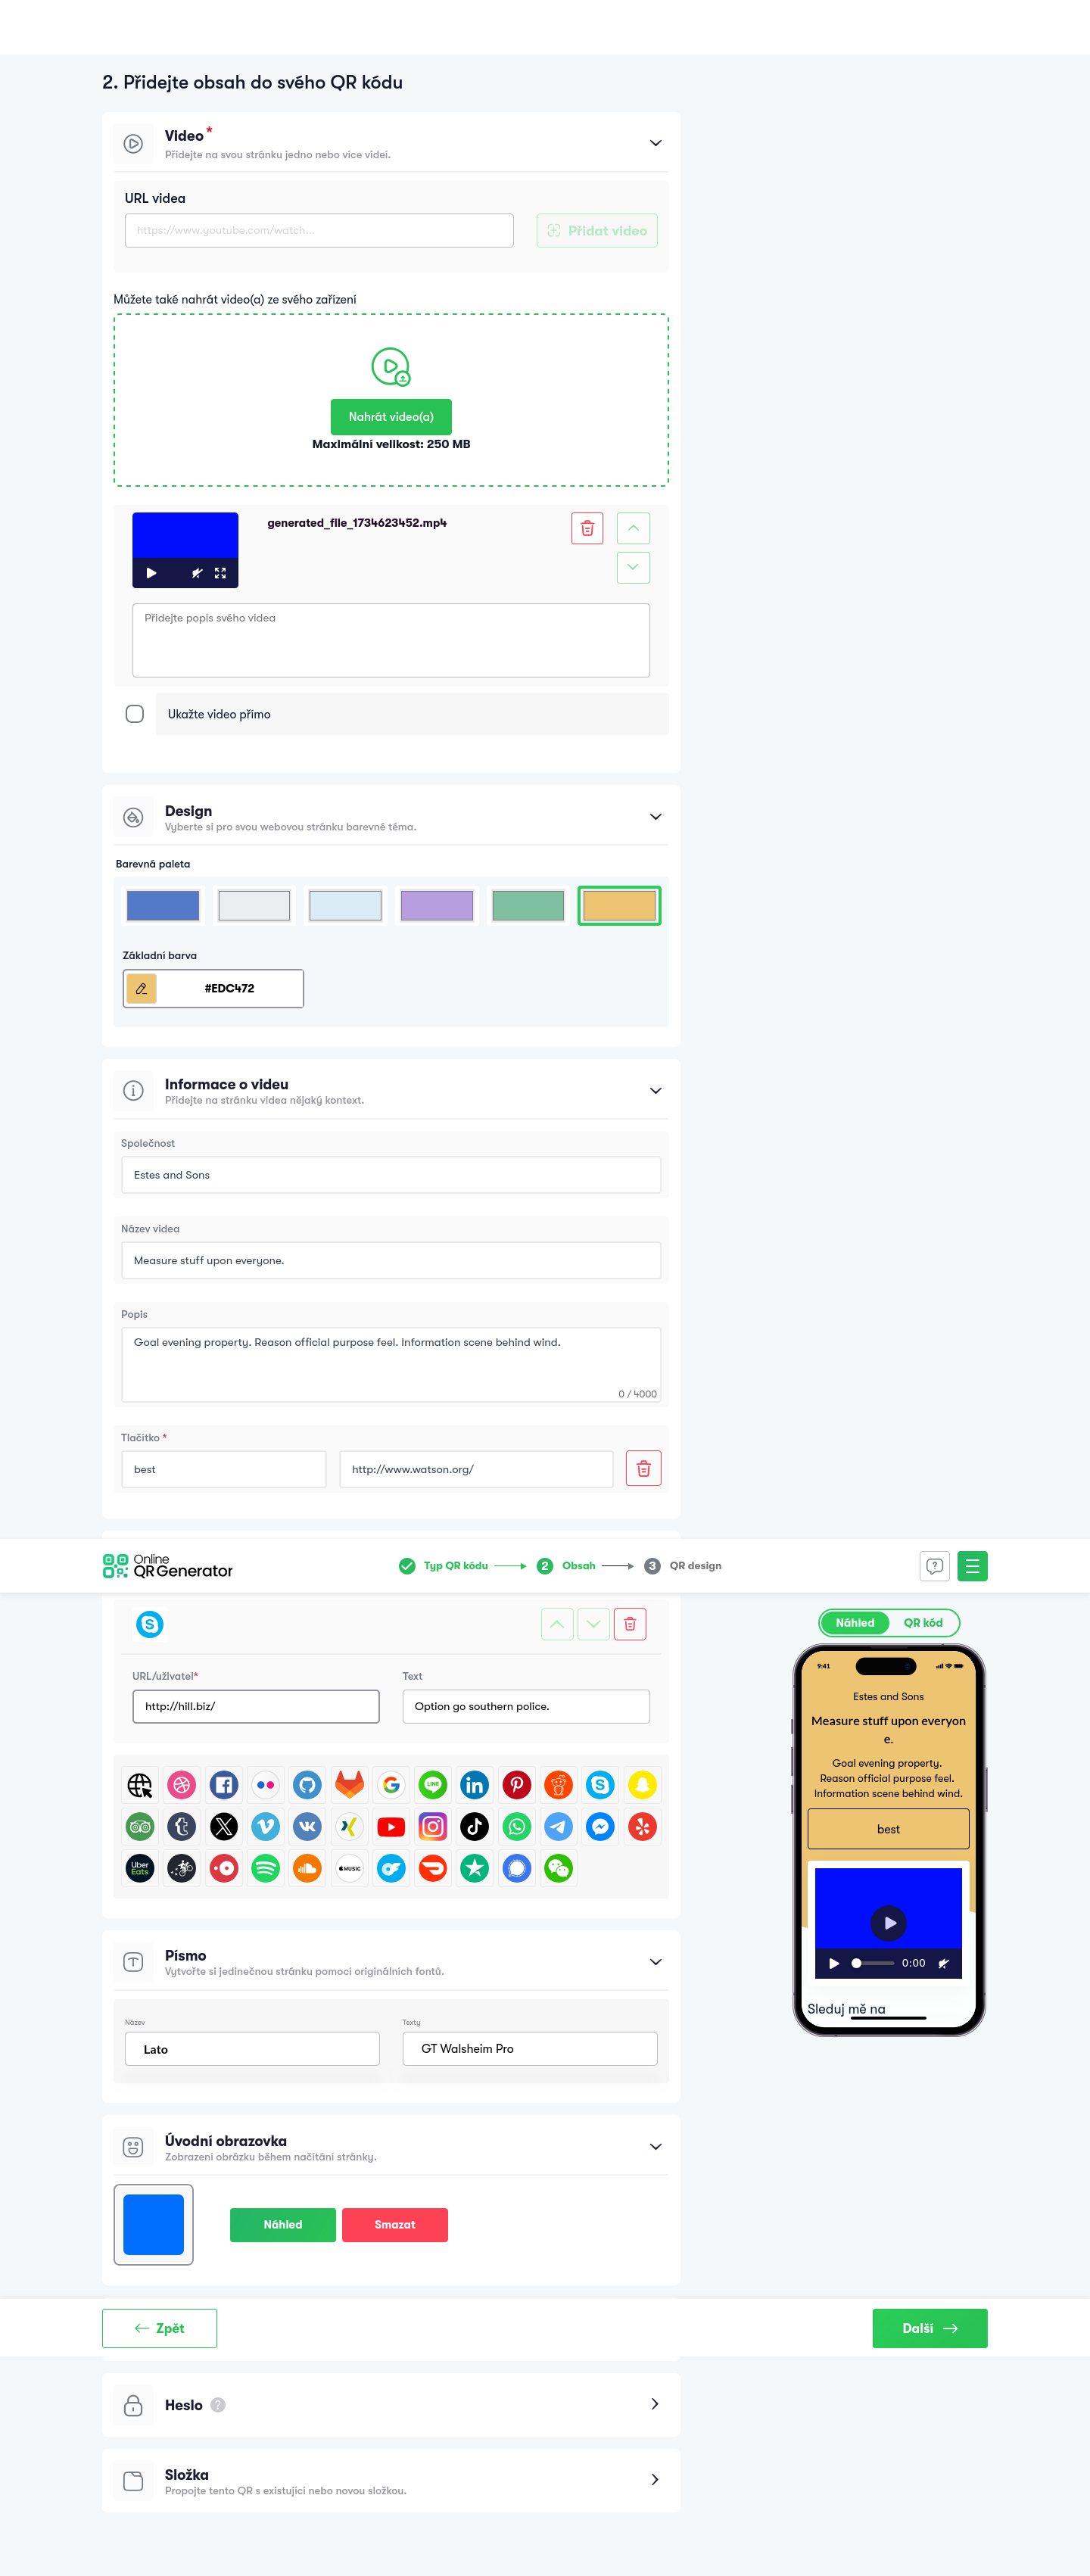 2. Přidejte obsah do svého QR kódu
Video *
Přidejte na svou stránku jedno nebo více videí.
URL videa
https://www.youtube.com/watch...
Přidat video
Můžete také nahrát video(a) ze svého zařízení
Nahrát video(a)
Maximální velikost: 250 MB
generated_file_1734623452.mp4
Přidejte popis svého videa
Ukažte video přímo
Design
Vyberte si pro svou webovou stránku barevné téma.
Barevná paleta
Základní barva
#EDC472
Informace o videu
Přidejte na stránku videa nějaký kontext.
Společnost
Estes and Sons
Název videa
Measure stuff upon everyone.
Popis
Goal evening property. Reason official purpose feel. Information scene behind wind.
0 / 4000
Tlačítko *
best
http://www.watson.org/
Online
QR Generator
Typ QR kódu
2 Obsah
3 QR design
URL/uživatel*
Text
http://hill.biz/
Option go southern police.
LINE
Uber
Eats
MUSIC
Písmo
Vytvořte si jedinečnou stránku pomocí originálních fontů.
Název
Texty
Lato
GT Walsheim Pro
Úvodní obrazovka
Zobrazení obrázku během načítání stránky.
Náhled
Smazat
Náhled
QR kód
9:41
Estes and Sons
Measure stuff upon everyon
e.
Goal evening property.
Reason official purpose feel.
Information scene behind wind.
best
0:00
Sleduj mě na
Zpět
Další
Heslo ?
Složka
Propojte tento QR s existující nebo novou složkou.